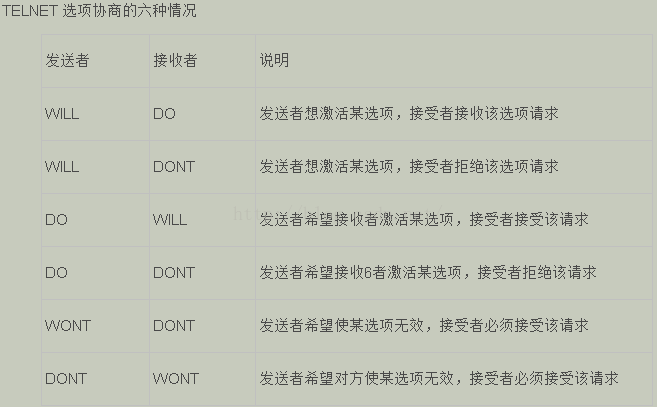 TELNET 选项协商的六种情况
发送者 接收者 说明
WILL DO 发送者想激活某选项，接受者接收该选项请求
WILL DONT 发送者想激活某选项，接受者拒绝该选项请求
DO WILL 发送者希望接收者激活某选项，接受者接受该请求
DO DONT 发送者希望接收6者激活某选项，接受者拒绝该请求
WONT DONT 发送者希望使某选项无效，接受者必须接受该请求
DONT WONT 发送者希望对方使某选项无效，接受者必须接受该请求